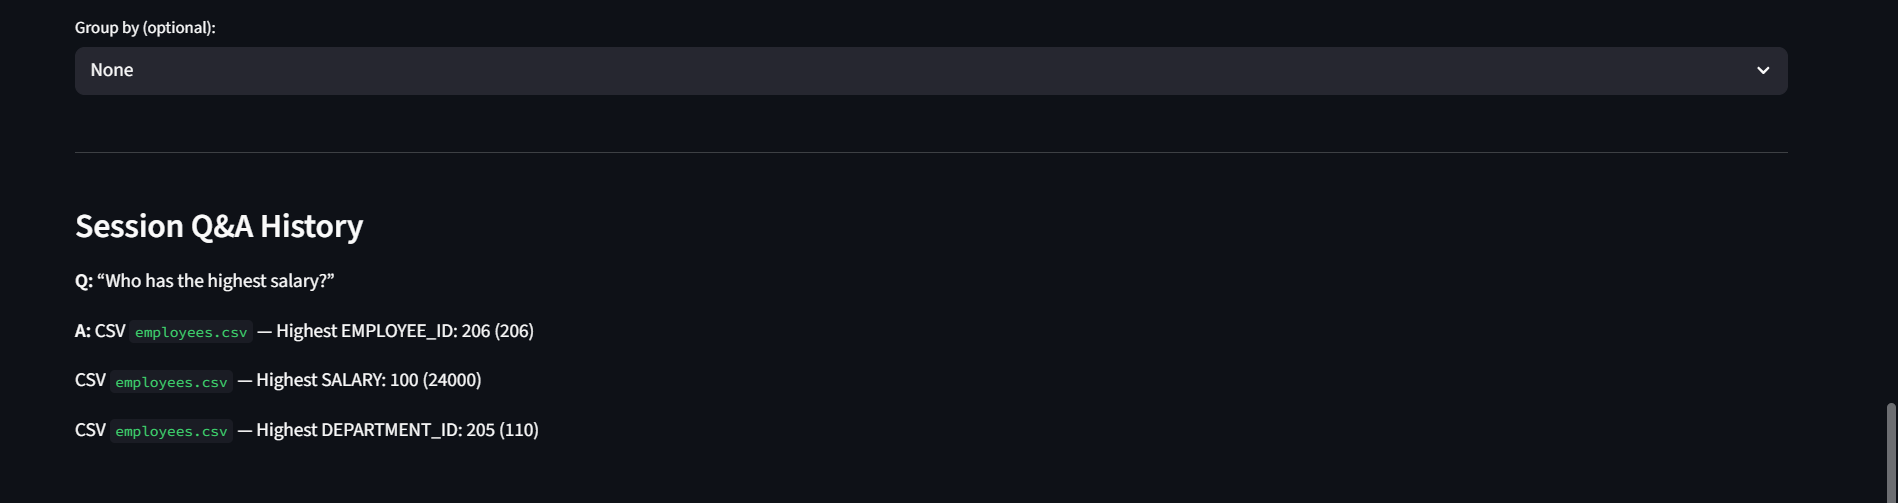 Group by (optional):
None
Session Q&A History
Q: “Who has the highest salary?”
A: CSV employees.csv — Highest EMPLOYEE_ID: 206 (206)
CSV employees.csv — Highest SALARY: 100 (24000)
CSV employees.csv — Highest DEPARTMENT_ID: 205 (110)